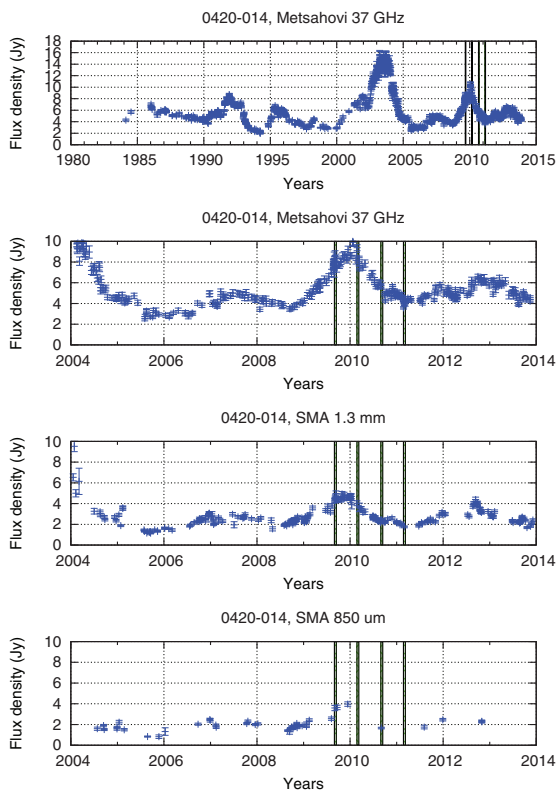 0420-014, Metsahovi 37 GHz
Flux density (Jy)
18
16
14
12
10
8
6
4
2
0
1980 1985 1990 1995 2000 2005 2010 2015
Years
0420-014, Metsahovi 37 GHz
Flux density (Jy)
10
8
6
4
2
0
2004 2006 2008 2010 2012 2014
Years
0420-014, SMA 1.3 mm
Flux density (Jy)
10
8
6
4
2
0
2004 2006 2008 2010 2012 2014
Years
0420-014, SMA 850 um
Flux density (Jy)
10
8
6
4
2
0
2004 2006 2008 2010 2012 2014
Years